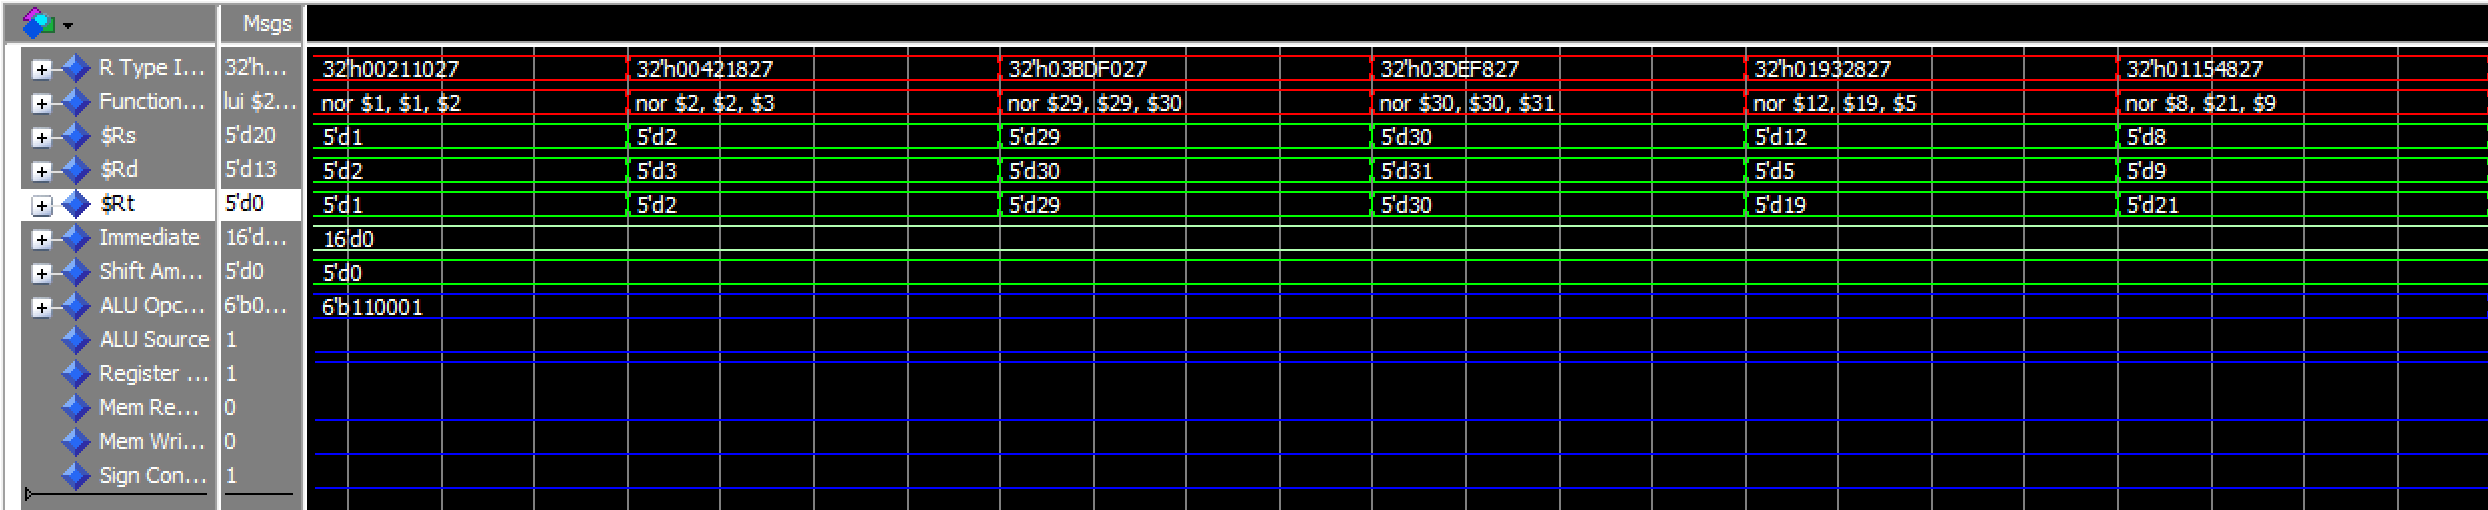 Msgs
R Type I... 32'h... 32'h00211027 32'h00421827 32'h03BDF027 32'h03DEF827 32'h01932827 32'h01154827
Function... lui $2... nor $1, $1, $2 nor $2, $2, $3 nor $29, $29, $30 nor $30, $30, $31 nor $12, $19, $5 nor $8, $21, $9
$Rs 5'd20 5'd1 5'd2 5'd29 5'd30 5'd12 5'd8
$Rd 5'd13 5'd2 5'd3 5'd30 5'd31 5'd5 5'd9
$Rt 5'd0 5'd1 5'd2 5'd29 5'd30 5'd19 5'd21
Immediate 16'd... 16'd0
Shift Am... 5'd0 5'd0
ALU Opc... 6'b0... 6'b110001
ALU Source 1
Register ... 1
Mem Re... 0
Mem Wri... 0
Sign Con... 1